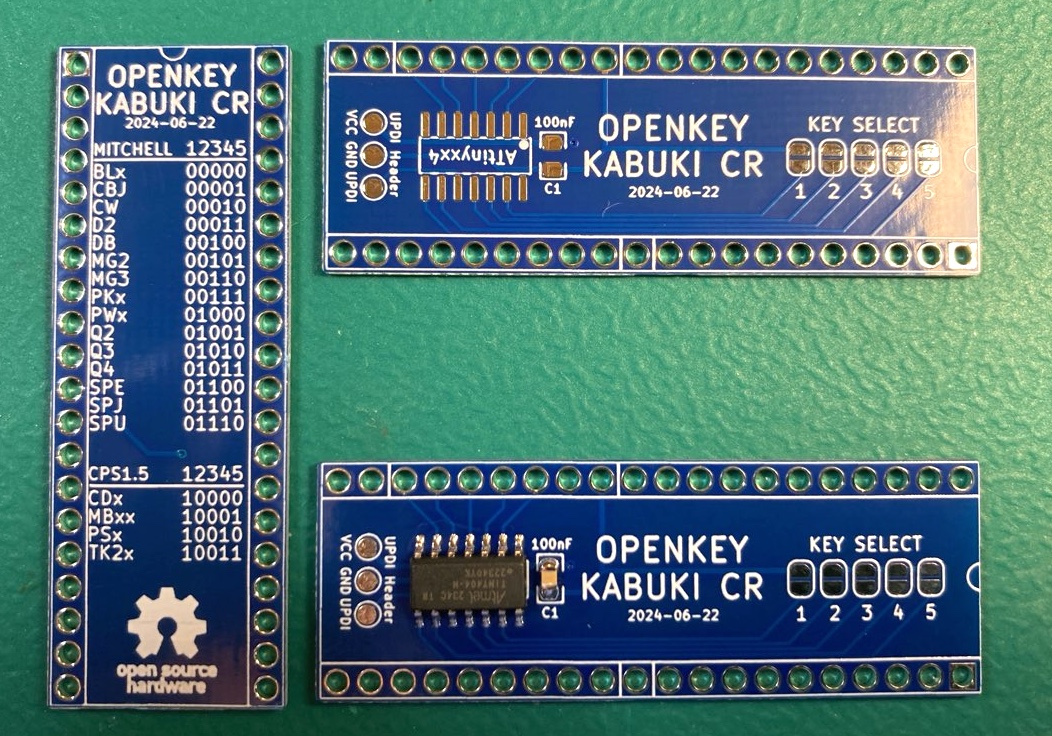 OPENKEY
KABUKI CR
2024-06-22
MITCHELL 12345
BLx 00000
CBJ 00001
CW 00010
D2 00011
DB 00100
MG2 00101
MG3 00110
PKx 00111
PWx 01000
Q2 01001
Q3 01010
Q4 01011
SPE 01100
SPJ 01101
SPU 01110
CPS1.5 12345
CDx 10000
MBxx 10001
PSx 10010
TK2x 10011
open source
hardware
VCC GND UPDI
UPDI Header
ATtinyxx4
100nF
C1
OPENKEY
KABUKI CR
2024-06-22
KEY SELECT
1 2 3 4 5
VCC GND UPDI
UPDI Header
Atmel 234C
100nF
C1
OPENKEY
KABUKI CR
2024-06-22
KEY SELECT
1 2 3 4 5